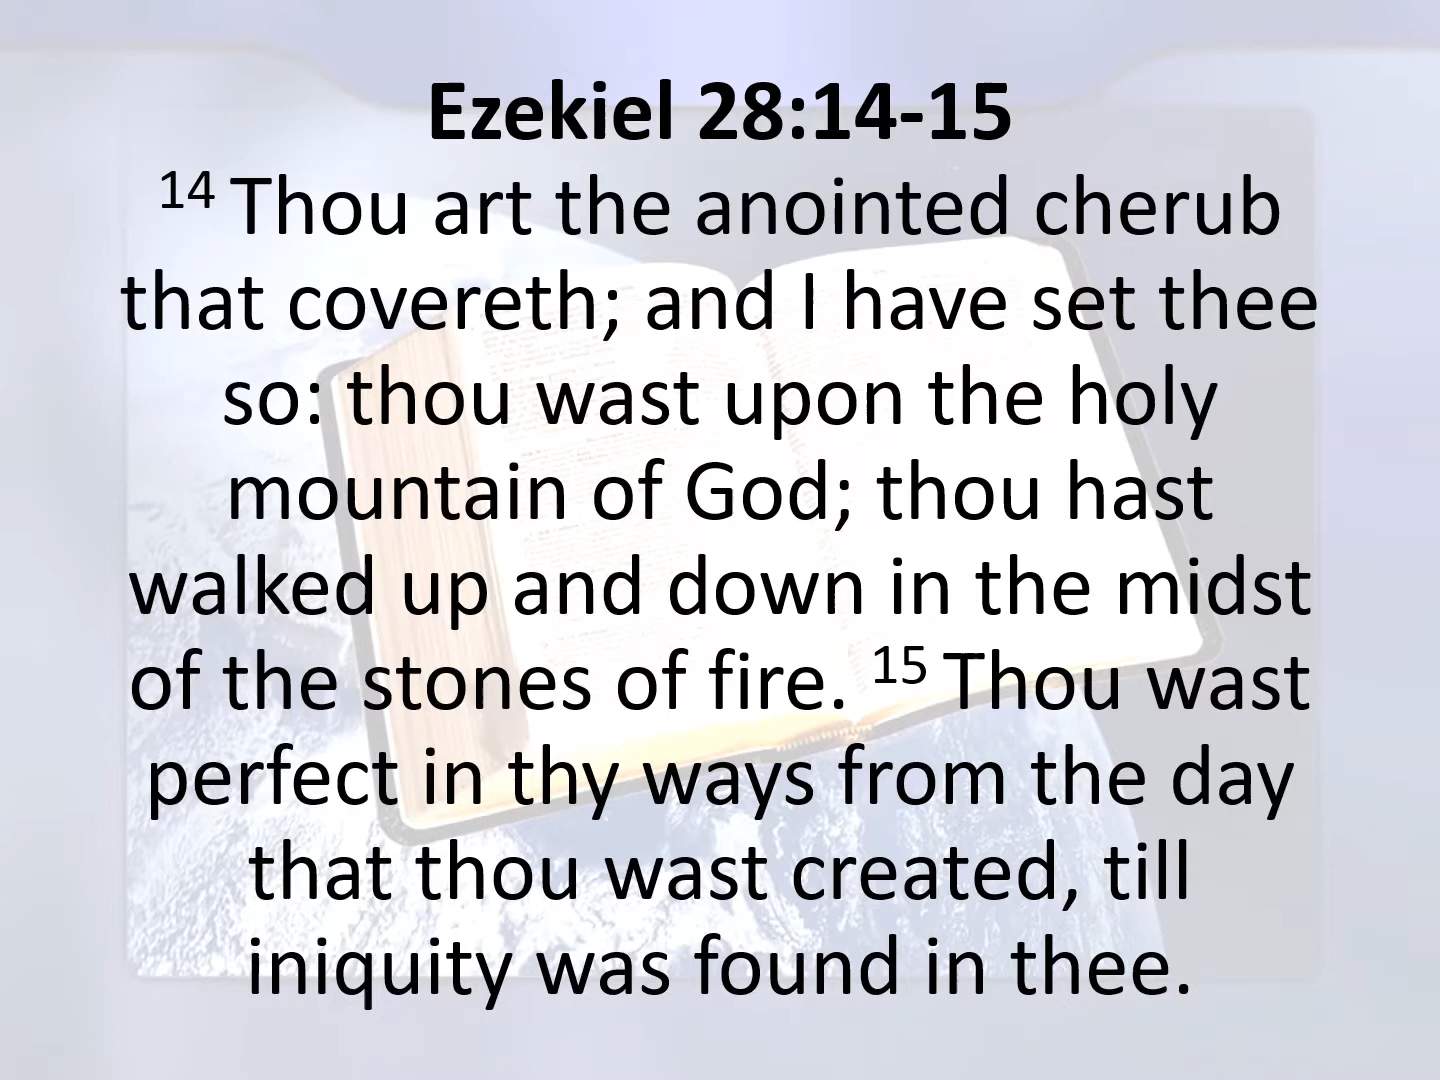 Ezekiel 28:14-15
14 Thou art the anointed cherub
that covereth; and I have set thee
so: thou wast upon the holy
mountain of God; thou hast
walked up and down in the midst
of the stones of fire. 15 Thou wast
perfect in thy ways from the day
that thou wast created, till
iniquity was found in thee.